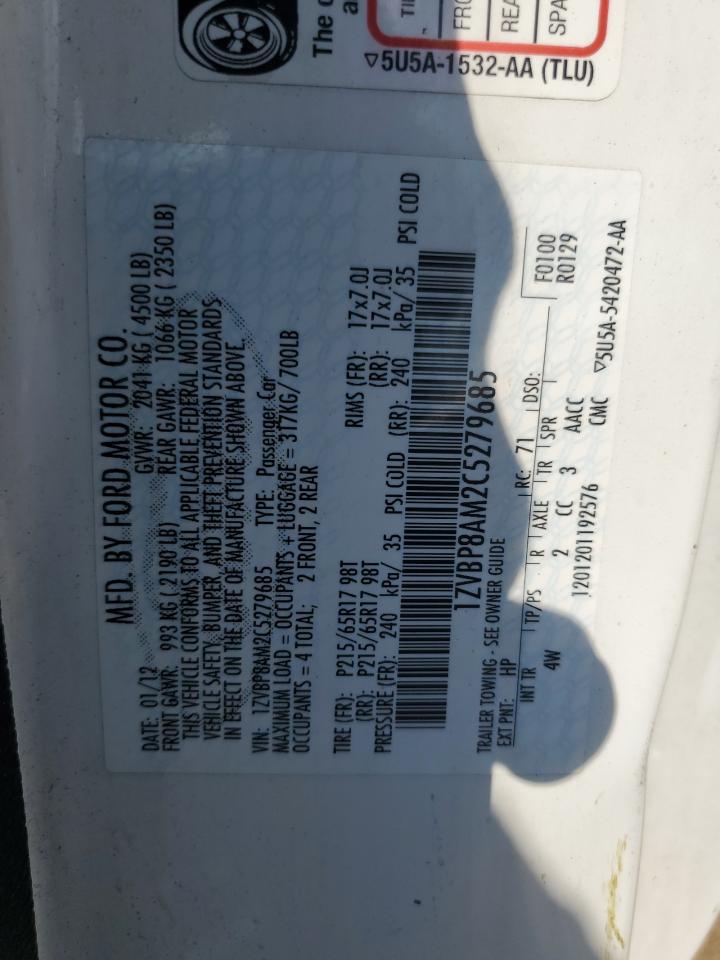 The
a
FRO
REA
SPA
▽5U5A-1532-AA (TLU)
MFD. BY FORD MOTOR CO.
DATE: 01/12 GVWR: 2041 KG ( 4500 LB)
FRONT GAWR: 993 KG ( 2190 LB) REAR GAWR: 1066 KG ( 2350 LB)
THIS VEHICLE CONFORMS TO ALL APPLICABLE FEDERAL MOTOR
VEHICLE SAFETY, BUMPER, AND THEFT PREVENTION STANDARDS
IN EFFECT ON THE DATE OF MANUFACTURE SHOWN ABOVE.
VIN: 1ZVBP8AM2C5279685 TYPE: Passenger Car
MAXIMUM LOAD = OCCUPANTS + LUGGAGE = 317KG/ 700LB
OCCUPANTS = 4 TOTAL; 2 FRONT, 2 REAR
TIRE (FR): P215/65R17 98T RIMS (FR): 17x7.0J
(RR): P215/65R17 98T (RR): 17x7.0J
PRESSURE (FR): 240 kPa/ 35 PSI COLD (RR): 240 kPa/ 35 PSI COLD
1ZVBP8AM2C5279685
TRAILER TOWING - SEE OWNER GUIDE
EXT PNT: HP RC: 71 DSO: F0100
R0129
INT TR TP/PS R AXLE TR SPR
4W 2 CC 3 AACC
1201201192576 CMC ▽5U5A-5420472-AA